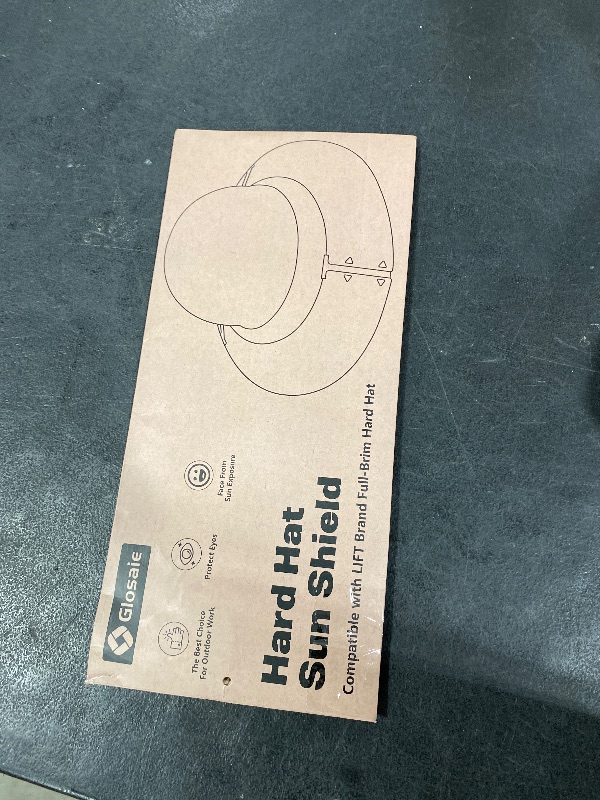 Glosaie
The Best Choice
For Outdoor Work
Protect Eyes
Face From
Sun Exposure
Hard Hat
Sun Shield
Compatible with LIFT Brand Full-Brim Hard Hat